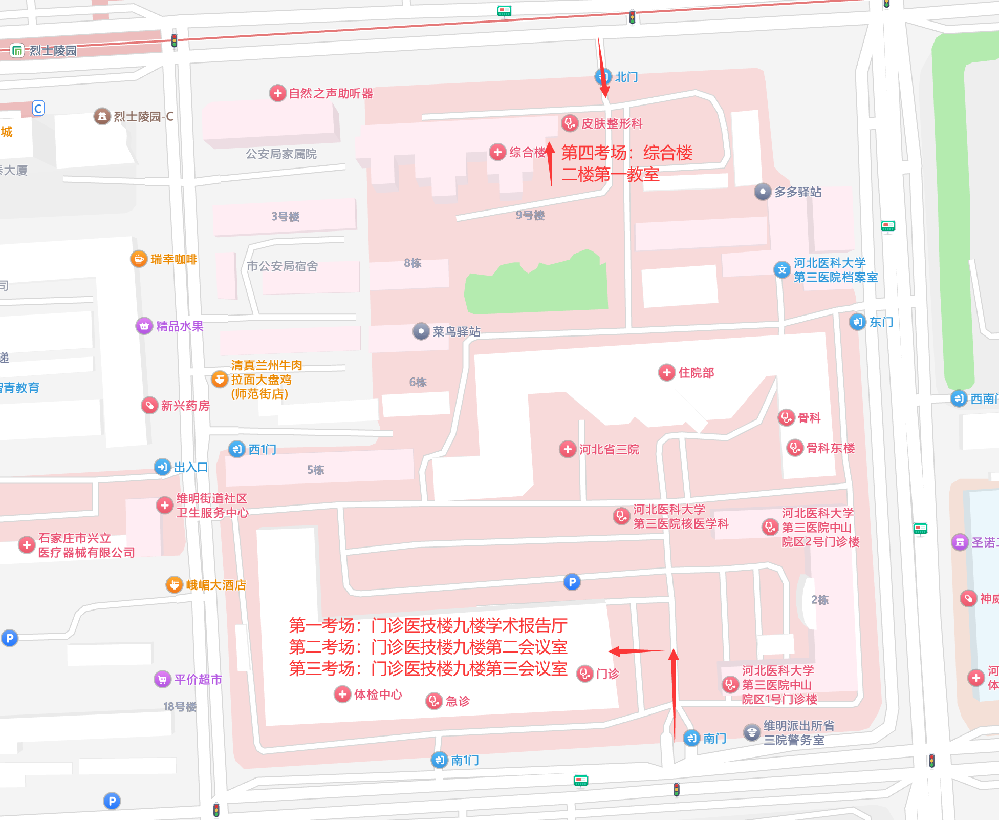 烈士陵园
北门
自然之声助听器
C
烈士陵园-C
城
皮肤整形科
公安局家属院
综合楼
第四考场：综合楼
二楼第一教室
泰大厦
多多驿站
3号楼
9号楼
瑞幸咖啡
市公安局宿舍
8栋
河北医科大学
第三医院档案室
司
精品水果
菜鸟驿站
东门
递
清真兰州牛肉
拉面大盘鸡
(师范街店)
住院部
6栋
智青教育
西南门
新兴药房
骨科
西1门
河北省三院
骨科东楼
出入口
5栋
维明街道社区
卫生服务中心
河北医科大学
第三医院核医学科
河北医科大学
第三医院中山
院区2号门诊楼
石家庄市兴立
医疗器械有限公司
圣诺
峨嵋大酒店
P
2栋
神威
P
第一考场：门诊医技楼九楼学术报告厅
第二考场：门诊医技楼九楼第二会议室
第三考场：门诊医技楼九楼第三会议室
门诊
平价超市
河北医科大学
第三医院中山
院区1号门诊楼
河
体
体检中心
急诊
18号楼
维明派出所省
三院警务室
南门
南1门
P